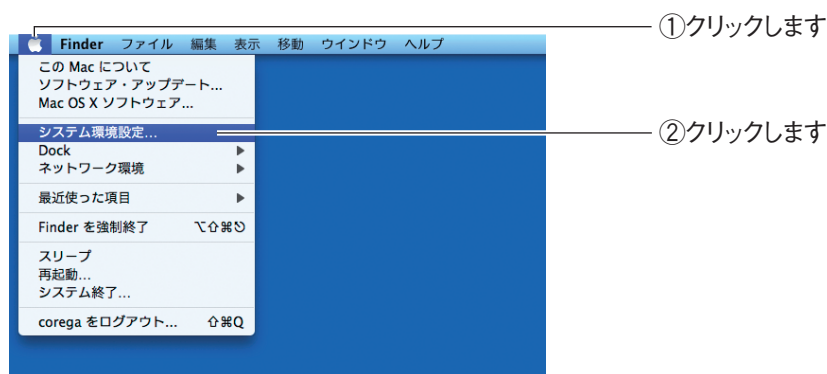 ①クリックします
Finder ファイル 編集 表示 移動 ウインドウ ヘルプ
この Mac について
ソフトウェア・アップデート...
Mac OS X ソフトウェア...
システム環境設定...
②クリックします
Dock ▶
ネットワーク環境 ▶
最近使った項目 ▶
Finder を強制終了 ⌥⇧⌘⎋
スリープ
再起動...
システム終了...
corega をログアウト... ⇧⌘Q